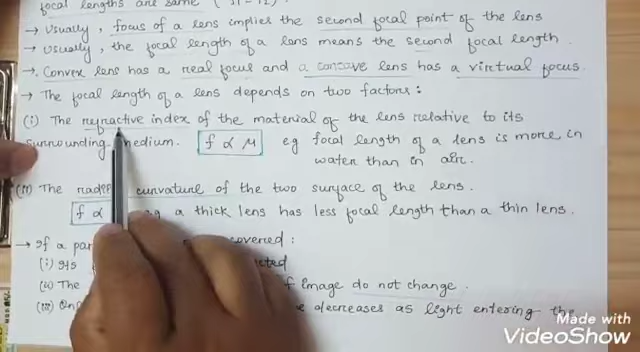 focal lengths are same
→ Usually, focus of a lens implies the second focal point of the lens
→ Usually, the focal length of a lens means the second focal length.
→ Convex lens has a real focus and a concave lens has a virtual focus.
→ The focal length of a lens depends on two factors:
(i) The refractive index of the material of the lens relative to its
surrounding medium. f ∝ μ eg focal length of a lens is more in
water than in air.
(ii) The curvature of the two surface of the lens.
f ∝ a thick lens has less focal length than a thin lens.
→ If a covered:
(i) its
(ii) The of image do not change.
(iii) decreases as light entering the
Made with
VideoShow